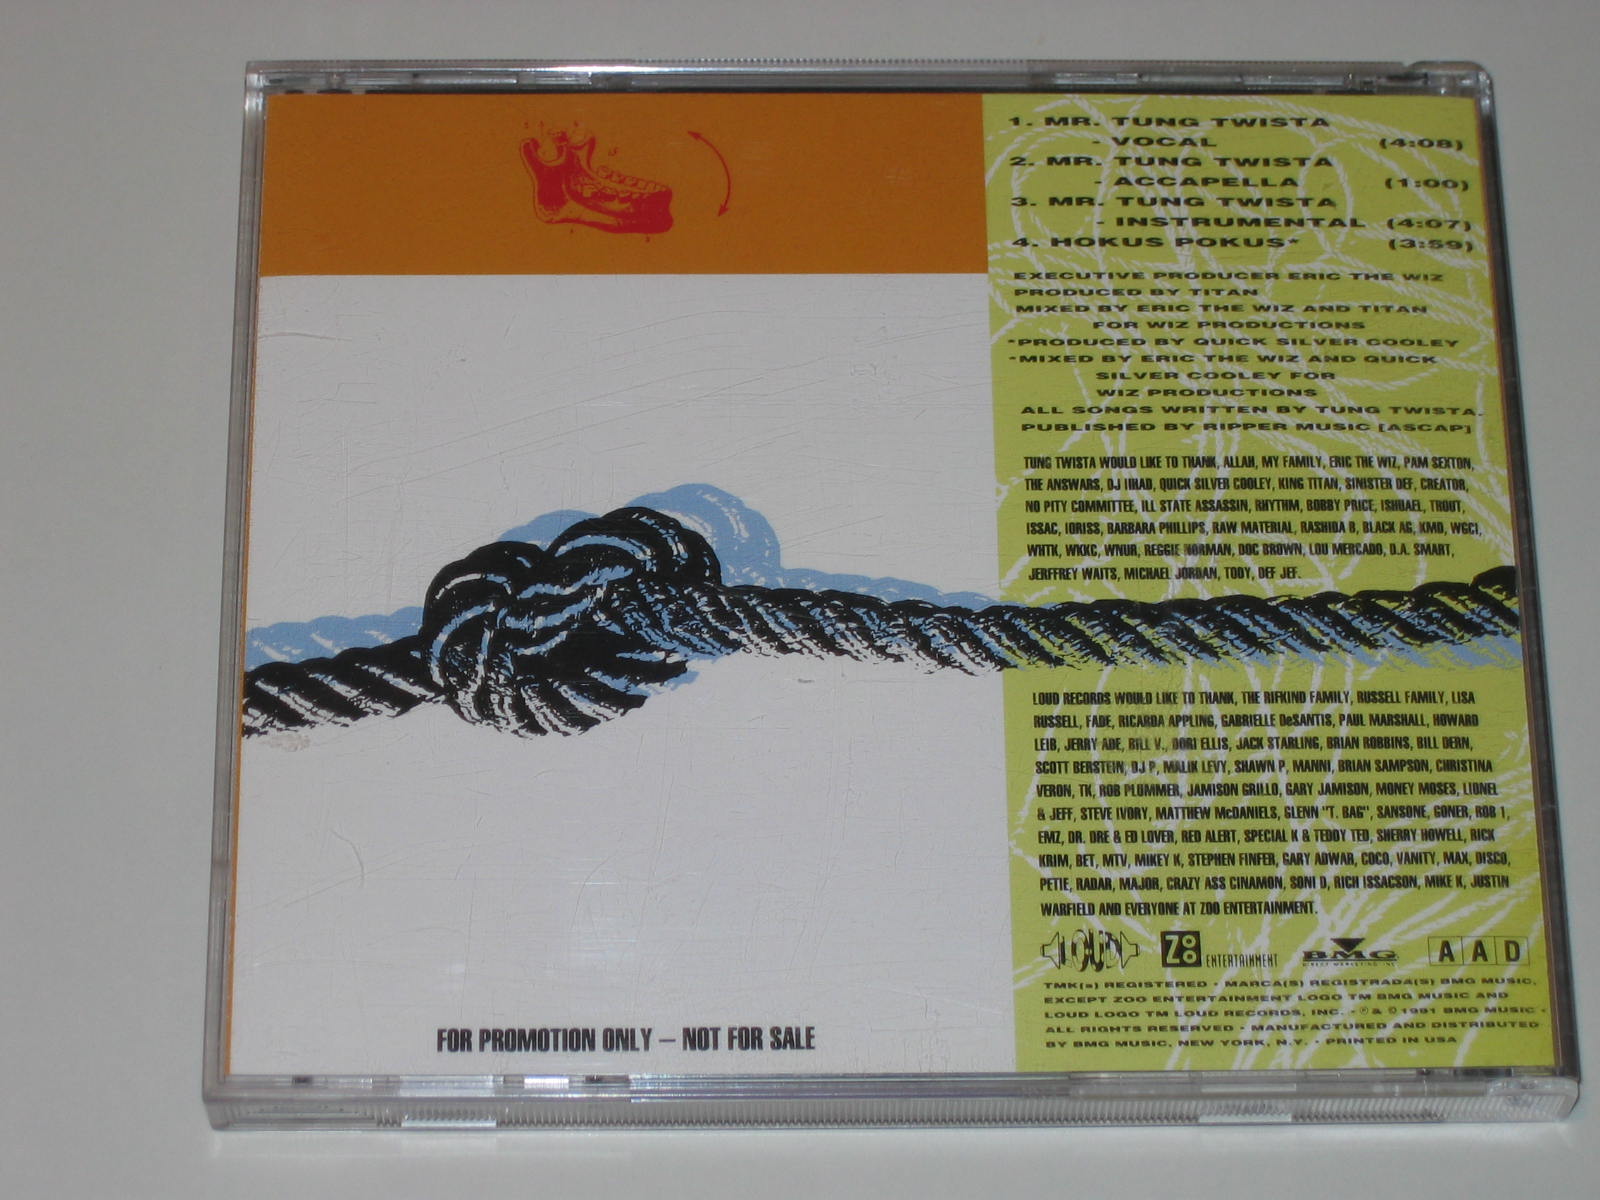 1. MR. TUNG TWISTA
- VOCAL (4:08)
2. MR. TUNG TWISTA
- ACCAPELLA (1:00)
3. MR. TUNG TWISTA
- INSTRUMENTAL (4:07)
4. HOKUS POKUS* (3:59)
EXECUTIVE PRODUCER ERIC THE WIZ
PRODUCED BY TITAN
MIXED BY ERIC THE WIZ AND TITAN
FOR WIZ PRODUCTIONS
*PRODUCED BY QUICK SILVER COOLEY
*MIXED BY ERIC THE WIZ AND QUICK
SILVER COOLEY FOR
WIZ PRODUCTIONS
ALL SONGS WRITTEN BY TUNG TWISTA.
PUBLISHED BY RIPPER MUSIC [ASCAP]
TUNG TWISTA WOULD LIKE TO THANK, ALLAH, MY FAMILY, ERIC THE WIZ, PAM SEXTON,
THE ANSWARS, DJ IIHAD, QUICK SILVER COOLEY, KING TITAN, SINISTER DEF, CREATOR,
NO PITY COMMITTEE, ILL STATE ASSASSIN, RHYTHM, BOBBY PRICE, ISHUAEL, TROUT,
ISSAC, IDRISS, BARBARA PHILLIPS, RAW MATERIAL, RASHIDA B, BLACK AG, KMD, WGCI,
WHTK, WKKC, WNUR, REGGIE NORMAN, DOC BROWN, LOU MERCADO, D.A. SMART,
JERFFREY WAITS, MICHAEL JORDAN, TODY, DEF JEF.
LOUD RECORDS WOULD LIKE TO THANK, THE RIFKIND FAMILY, RUSSELL FAMILY, LISA
RUSSELL, FADE, RICARDA APPLING, GABRIELLE DeSANTIS, PAUL MARSHALL, HOWARD
LEIB, JERRY ADE, BILL V., DORI ELLIS, JACK STARLING, BRIAN ROBBINS, BILL DERN,
SCOTT BERSTEIN, DJ P, MALIK LEVY, SHAWN P, MANNI, BRIAN SAMPSON, CHRISTINA
VERON, TK, ROB PLUMMER, JAMISON GRILLO, GARY JAMISON, MONEY MOSES, LIONEL
& JEFF, STEVE IVORY, MATTHEW McDANIELS, GLENN "T. BAG", SANSONE, GONER, ROB 1,
EMZ, DR. DRE & ED LOVER, RED ALERT, SPECIAL K & TEDDY TED, SHERRY HOWELL, RICK
KRIM, BET, MTV, MIKEY K, STEPHEN FINFER, GARY ADWAR, COCO, VANITY, MAX, DISCO,
PETIE, RADAR, MAJOR, CRAZY ASS CINAMON, SONI D, RICH ISSACSON, MIKE K, JUSTIN
WARFIELD AND EVERYONE AT ZOO ENTERTAINMENT.
LOUD ZOO ENTERTAINMENT BMG AAD
TMK(s) REGISTERED • MARCA(S) REGISTRADA(S) BMG MUSIC,
EXCEPT ZOO ENTERTAINMENT LOGO TM BMG MUSIC AND
LOUD LOGO TM LOUD RECORDS, INC. • ℗ & © 1991 BMG MUSIC •
ALL RIGHTS RESERVED • MANUFACTURED AND DISTRIBUTED
BY BMG MUSIC, NEW YORK, N.Y. • PRINTED IN USA
FOR PROMOTION ONLY – NOT FOR SALE